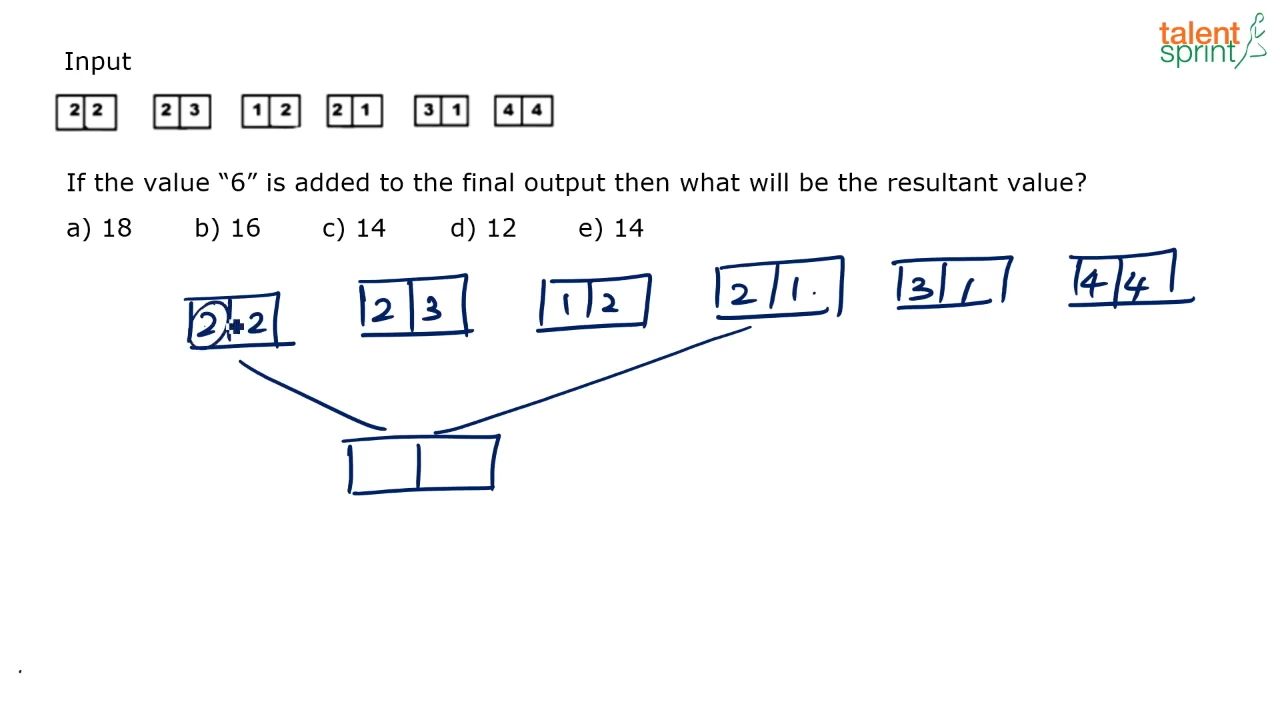 talent
sprint
Input
2 2 2 3 1 2 2 1 3 1 4 4
If the value “6” is added to the final output then what will be the resultant value?
a) 18 b) 16 c) 14 d) 12 e) 14
2 2 2 3 1 2 2 1 3 1 4 4